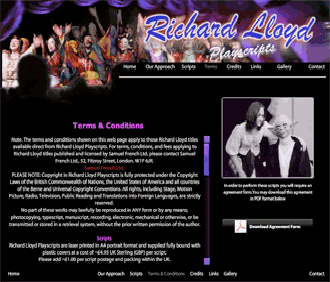 Richard Lloyd
Playscripts
Home Our Approach Scripts Terms Credits Links Gallery Contact
Terms & Conditions
Note. The terms and conditions shown on this web page apply to those Richard Lloyd titles
available direct from Richard Lloyd Playscripts. For terms, conditions, and fees applying to
Richard Lloyd titles published and licensed by Samuel French Ltd, please contact Samuel
French Ltd., 52, Fitzroy Street, London, W1P 6JR.
Samuel French Ltd.
PLEASE NOTE: Copyright in Richard Lloyd Playscripts is fully protected under the Copyright
Laws of the British Commonwealth of Nations, the United States of America and all countries
of the Berne and Universal Copyright Conventions. All rights, including Stage, Motion
Picture, Radio, Television, Public Reading and Translations into Foreign Languages, are strictly
reserved.
No part of these works may lawfully be reproduced IN ANY form or by any means;
photocopying, typescript, manuscript, recording, electronic, mechanical or otherwise, or be
transmitted or stored in a retrieval system, without the prior written permission of the author.
Scripts
Richard Lloyd Playscripts are laser printed in A4 portrait format and supplied fully bound with
plastic covers at a cost of ~£4.95 UK Sterling (GBP) per script.
Please add ~£1.00 per script postage and packing within the UK.
In order to perform these scripts you will require an
agreement form. You may download this agreement
in PDF format below
Download Agreement Form
Home Our Approach Scripts Terms & Conditions Credits Links Gallery Contact